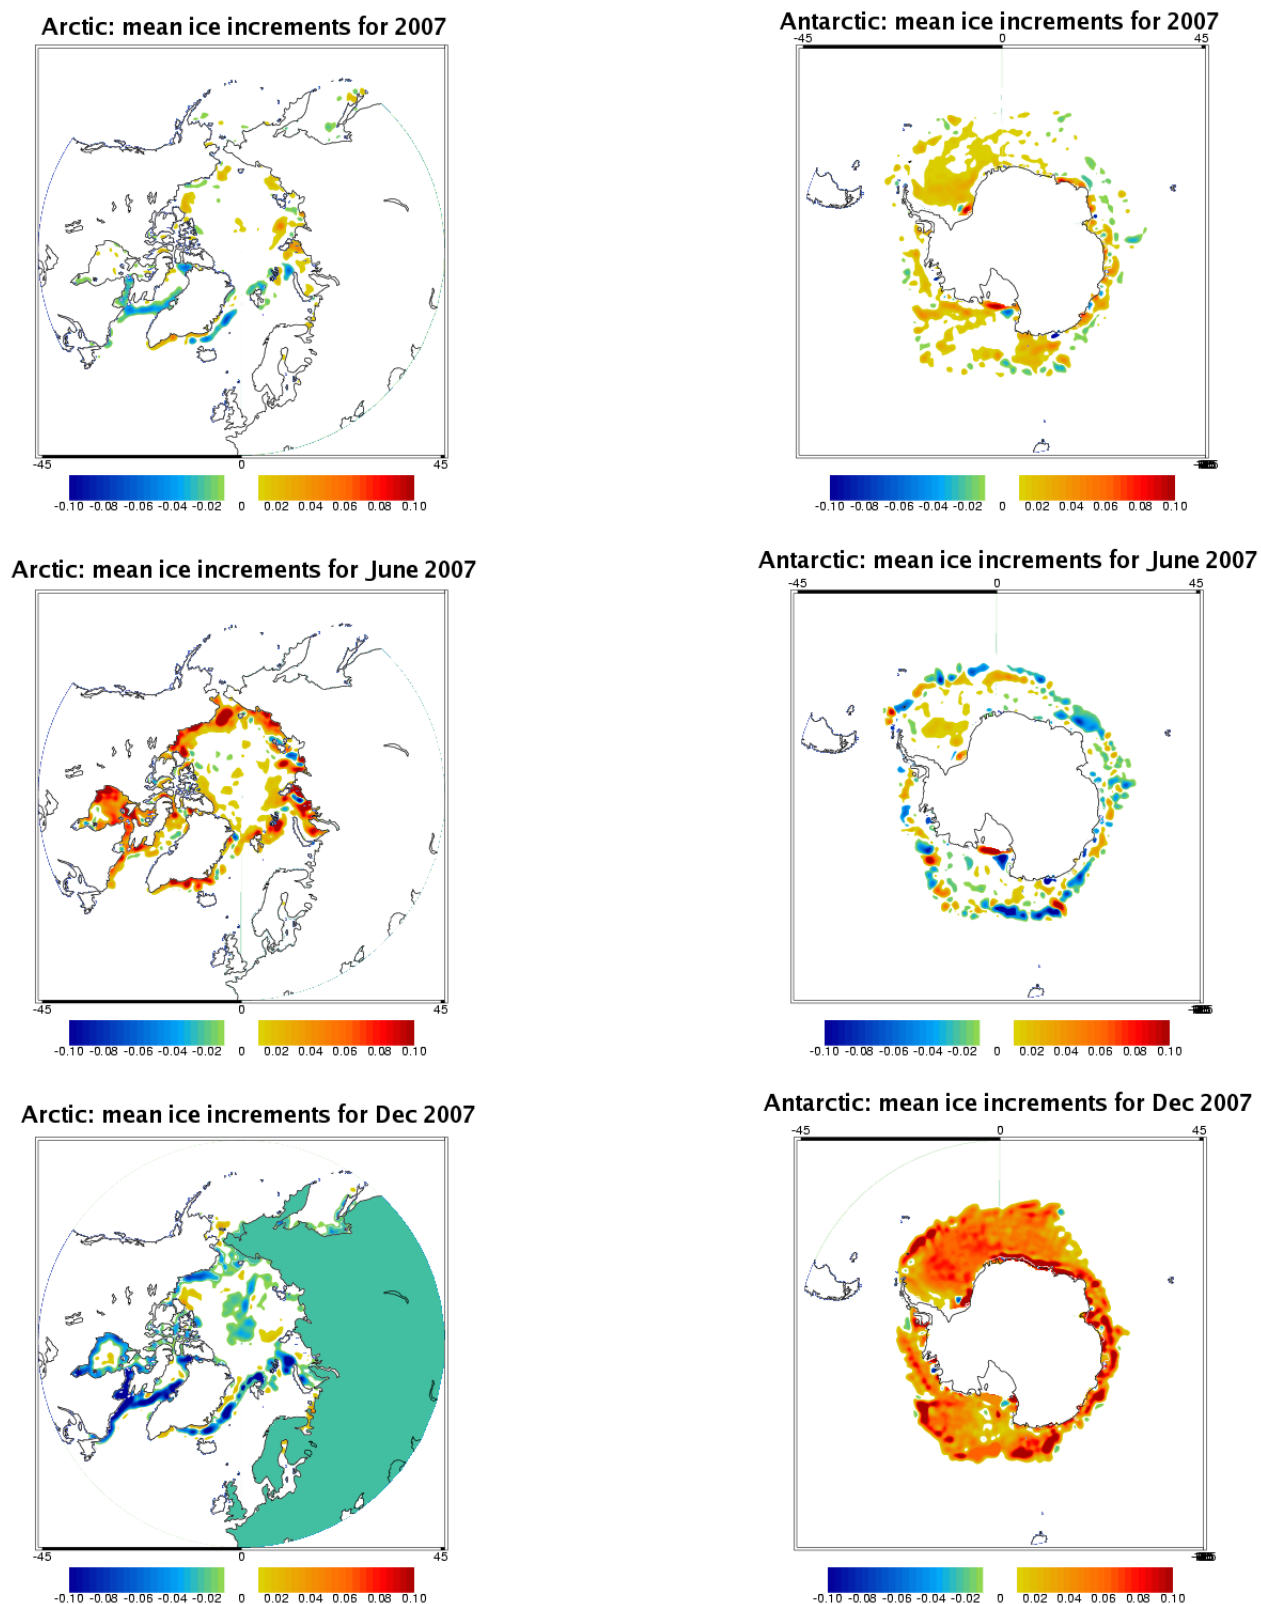 Arctic: mean ice increments for 2007
-45 0 45
-0.10 -0.08 -0.06 -0.04 -0.02 0 0.02 0.04 0.06 0.08 0.10
Antarctic: mean ice increments for 2007
-45 0 45
-0.10 -0.08 -0.06 -0.04 -0.02 0 0.02 0.04 0.06 0.08 0.10
Arctic: mean ice increments for June 2007
-45 0 45
-0.10 -0.08 -0.06 -0.04 -0.02 0 0.02 0.04 0.06 0.08 0.10
Antarctic: mean ice increments for June 2007
-45 0 45
-0.10 -0.08 -0.06 -0.04 -0.02 0 0.02 0.04 0.06 0.08 0.10
Arctic: mean ice increments for Dec 2007
-45 0 45
-0.10 -0.08 -0.06 -0.04 -0.02 0 0.02 0.04 0.06 0.08 0.10
Antarctic: mean ice increments for Dec 2007
-45 0 45
-0.10 -0.08 -0.06 -0.04 -0.02 0 0.02 0.04 0.06 0.08 0.10